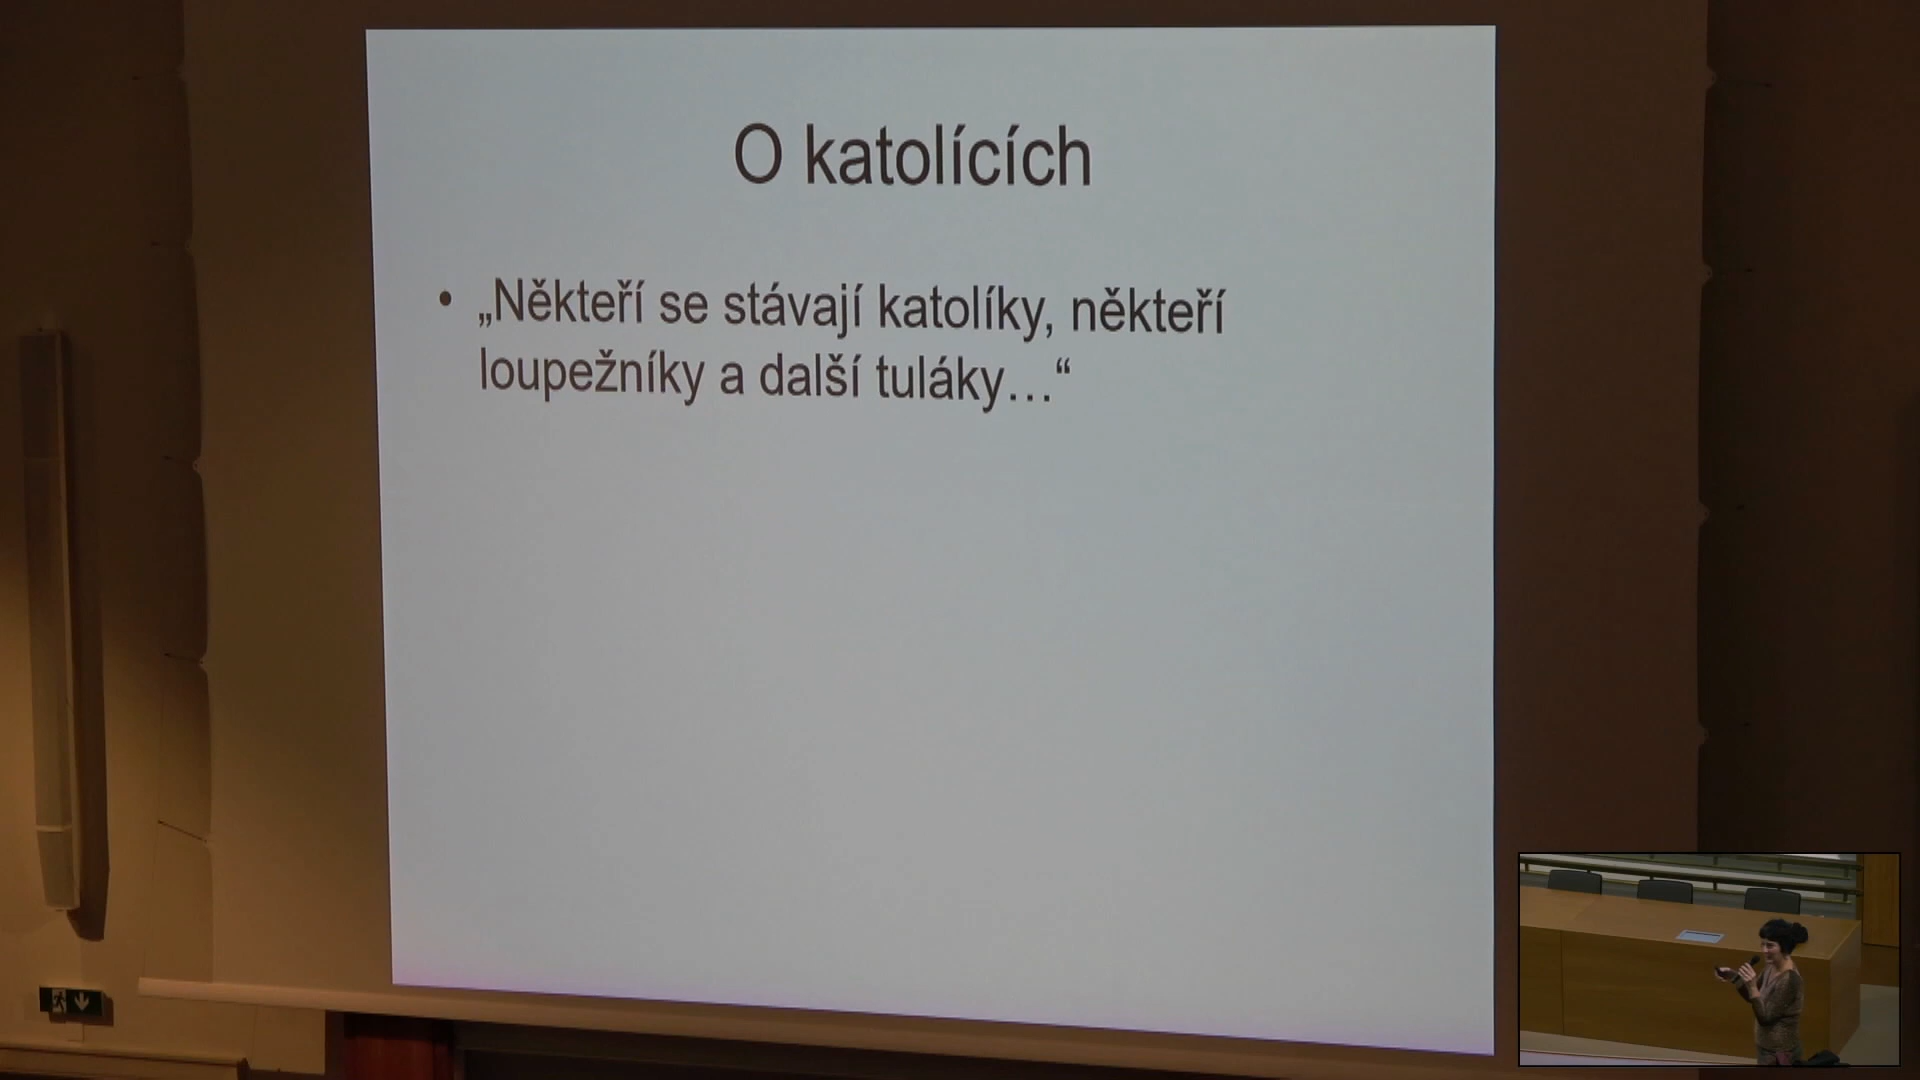 O katolících
• „Někteří se stávají katolíky, někteří
loupežníky a další tuláky…“